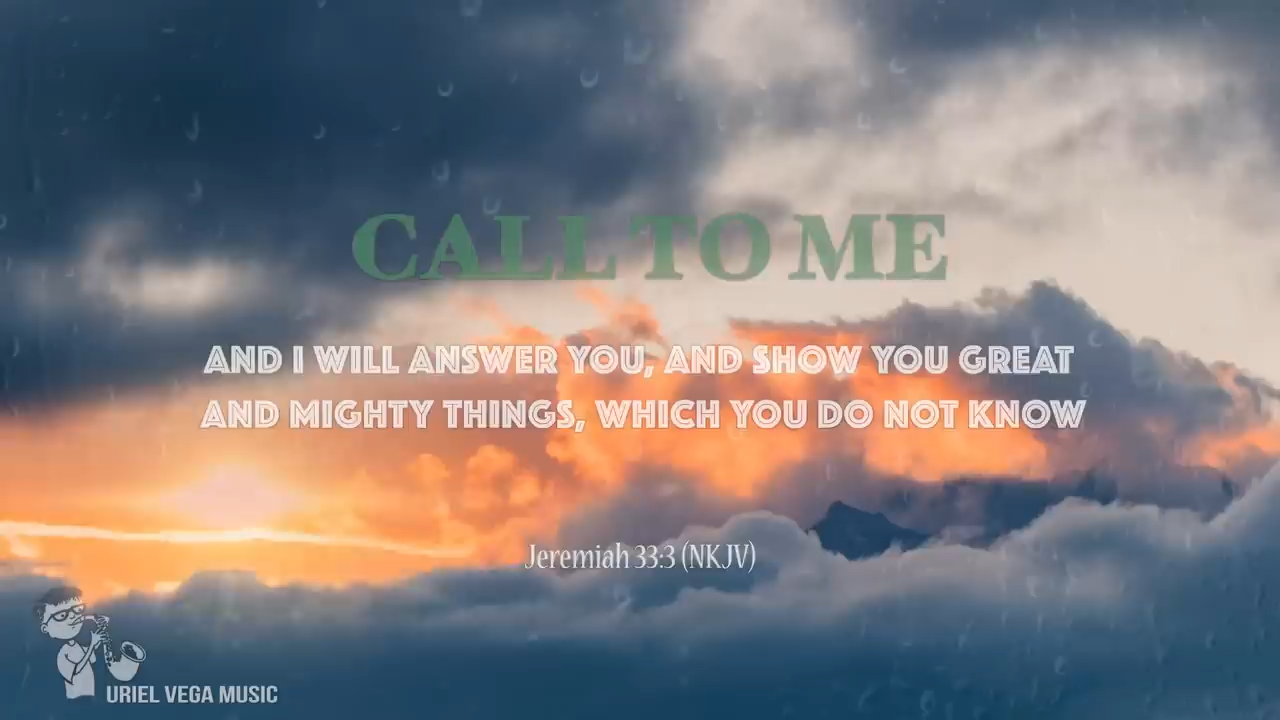 CALL TO ME
AND I WILL ANSWER YOU, AND SHOW YOU GREAT
AND MIGHTY THINGS, WHICH YOU DO NOT KNOW
Jeremiah 33:3 (NKJV)
URIEL VEGA MUSIC